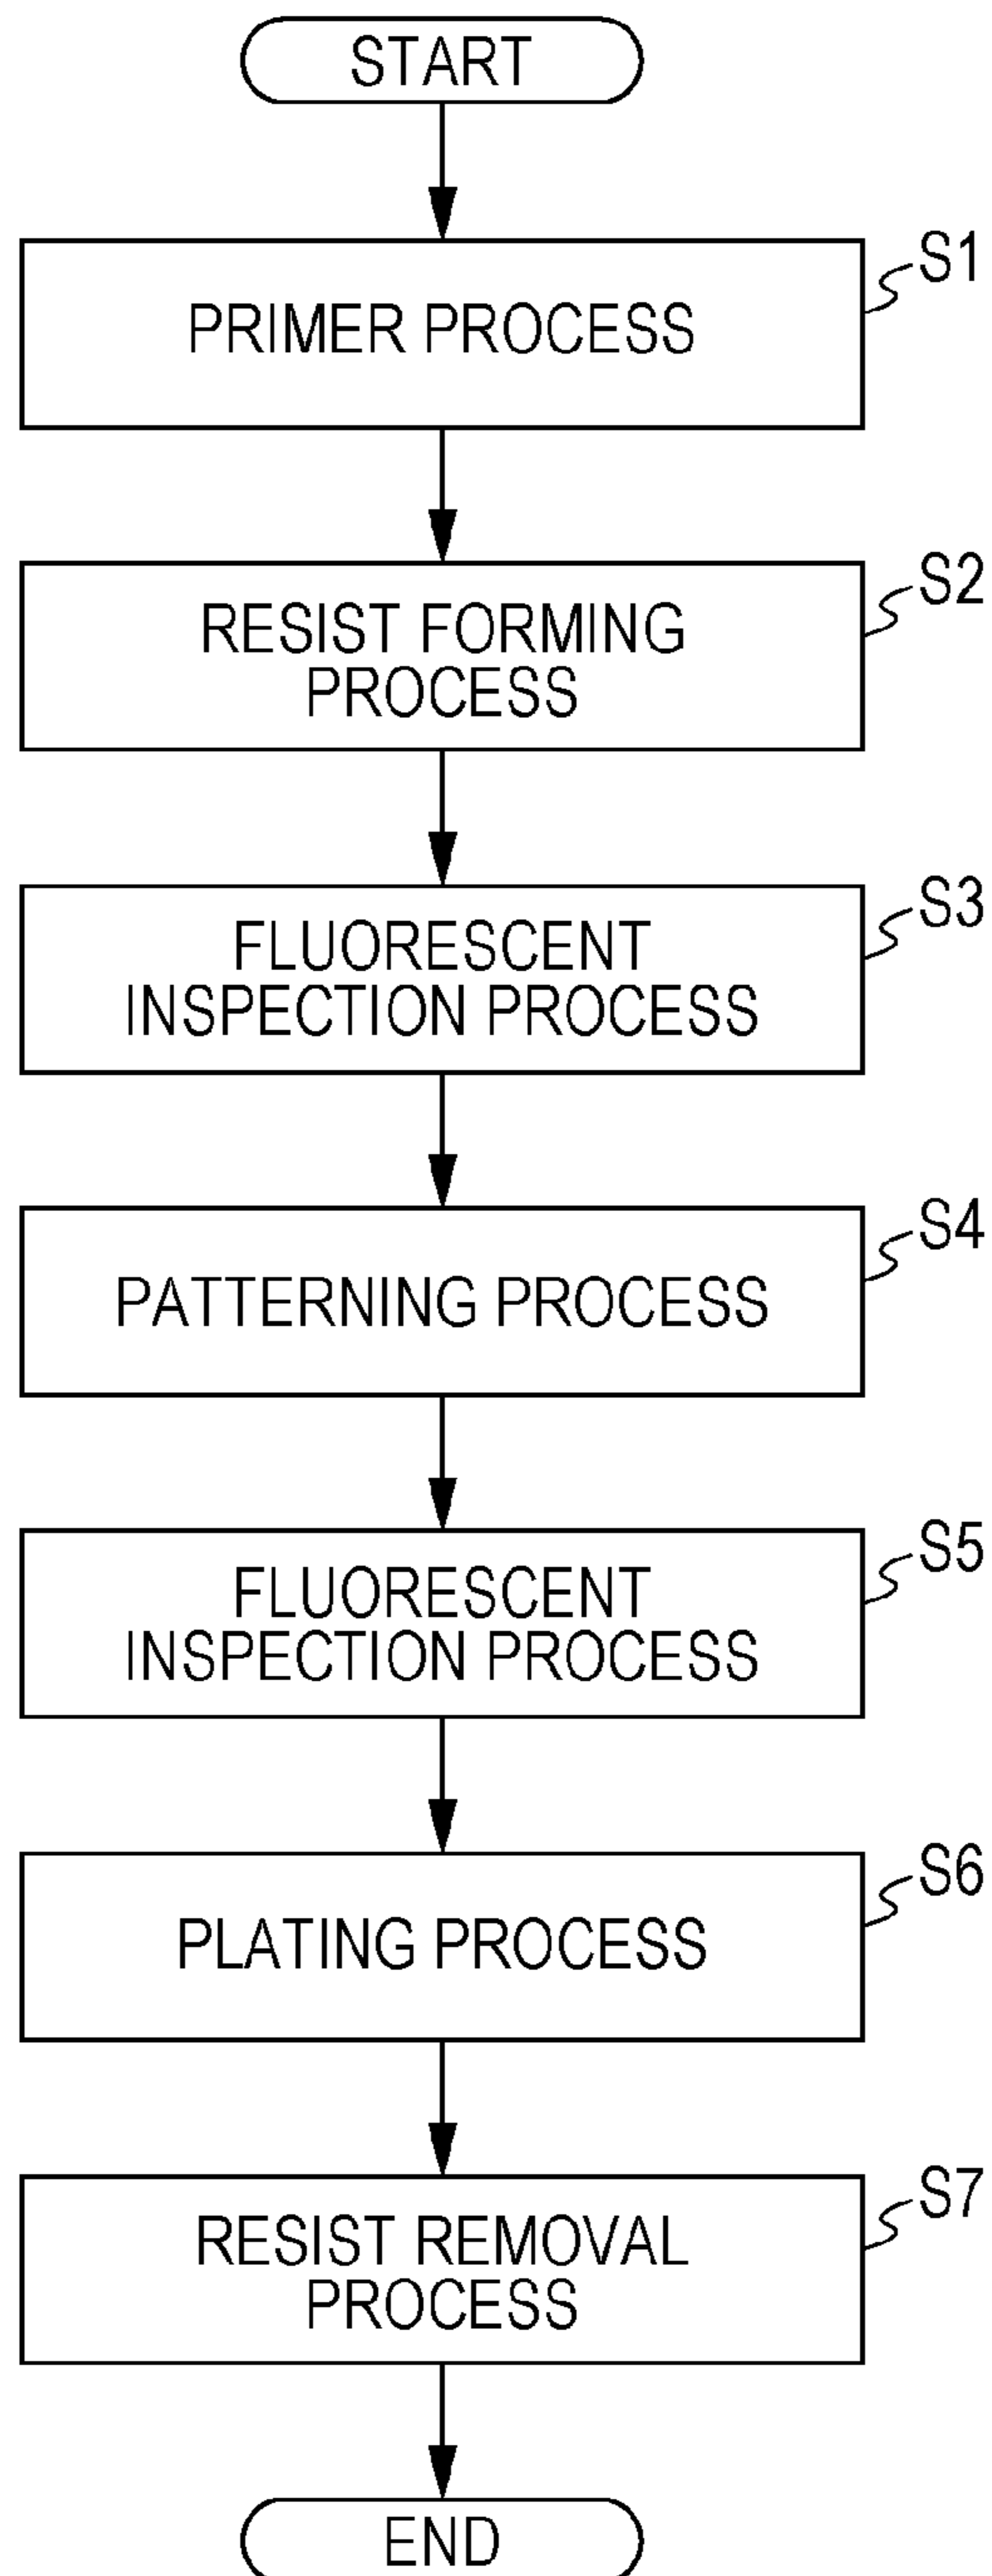 START
S1
PRIMER PROCESS
S2
RESIST FORMING
PROCESS
S3
FLUORESCENT
INSPECTION PROCESS
S4
PATTERNING PROCESS
S5
FLUORESCENT
INSPECTION PROCESS
S6
PLATING PROCESS
S7
RESIST REMOVAL
PROCESS
END